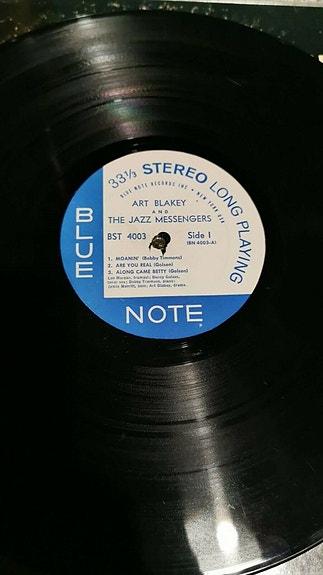 33 1/3 STEREO LONG PLAYING
BLUE NOTE RECORDS INC • NEW YORK USA
ART BLAKEY
AND
THE JAZZ MESSENGERS
BST 4003 Side 1
(BN 4003-A)
1. MOANIN' (Bobby Timmons)
2. ARE YOU REAL (Golson)
3. ALONG CAME BETTY (Golson)
Lee Morgan, trumpet; Benny Golson,
tenor sax; Bobby Timmons, piano;
Jymie Merritt, bass; Art Blakey, drums.
BLUE
NOTE